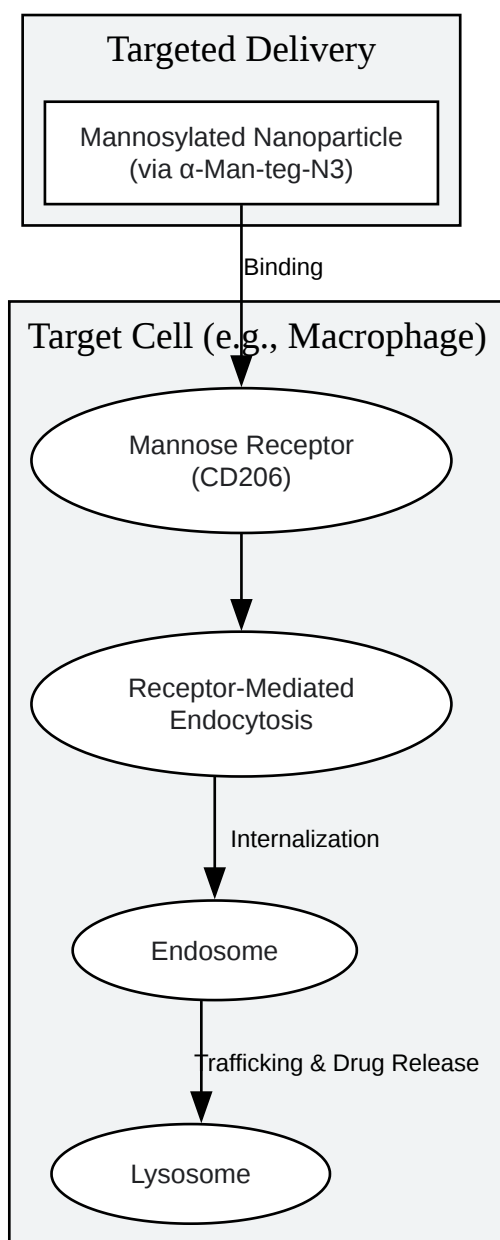 Targeted Delivery
Mannosylated Nanoparticle
(via α-Man-teg-N3)
Binding
Target Cell (e.g., Macrophage)
Mannose Receptor
(CD206)
Receptor-Mediated
Endocytosis
Internalization
Endosome
Trafficking & Drug Release
Lysosome